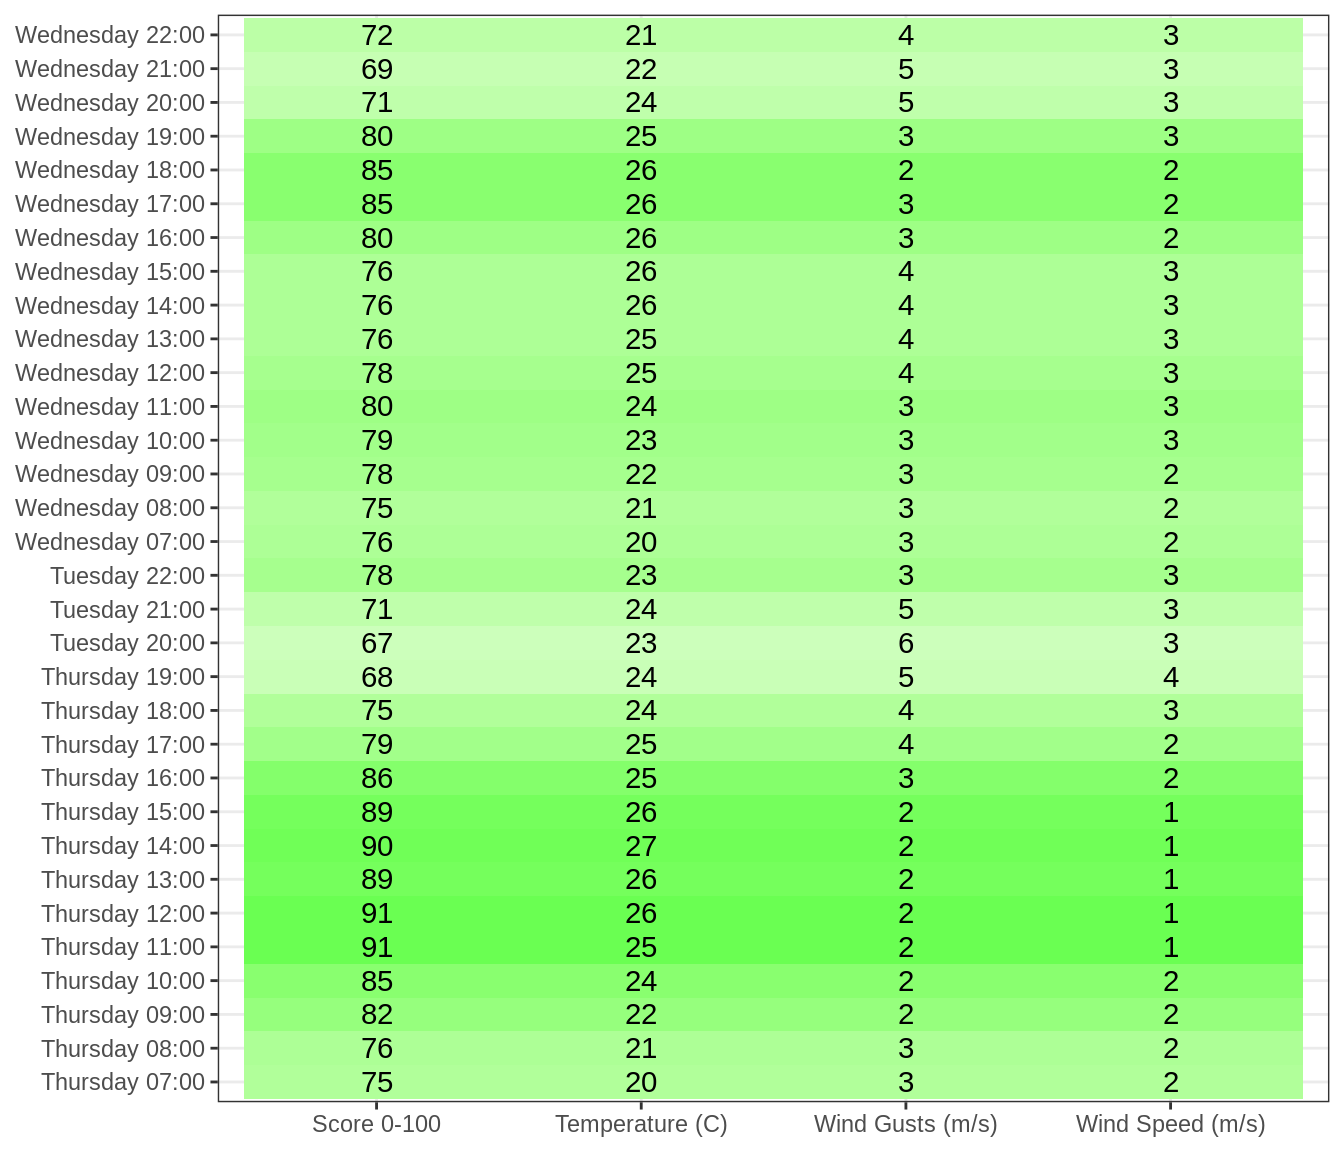 Wednesday 22:00 72 21 4 3
Wednesday 21:00 69 22 5 3
Wednesday 20:00 71 24 5 3
Wednesday 19:00 80 25 3 3
Wednesday 18:00 85 26 2 2
Wednesday 17:00 85 26 3 2
Wednesday 16:00 80 26 3 2
Wednesday 15:00 76 26 4 3
Wednesday 14:00 76 26 4 3
Wednesday 13:00 76 25 4 3
Wednesday 12:00 78 25 4 3
Wednesday 11:00 80 24 3 3
Wednesday 10:00 79 23 3 3
Wednesday 09:00 78 22 3 2
Wednesday 08:00 75 21 3 2
Wednesday 07:00 76 20 3 2
Tuesday 22:00 78 23 3 3
Tuesday 21:00 71 24 5 3
Tuesday 20:00 67 23 6 3
Thursday 19:00 68 24 5 4
Thursday 18:00 75 24 4 3
Thursday 17:00 79 25 4 2
Thursday 16:00 86 25 3 2
Thursday 15:00 89 26 2 1
Thursday 14:00 90 27 2 1
Thursday 13:00 89 26 2 1
Thursday 12:00 91 26 2 1
Thursday 11:00 91 25 2 1
Thursday 10:00 85 24 2 2
Thursday 09:00 82 22 2 2
Thursday 08:00 76 21 3 2
Thursday 07:00 75 20 3 2
Score 0-100 Temperature (C) Wind Gusts (m/s) Wind Speed (m/s)